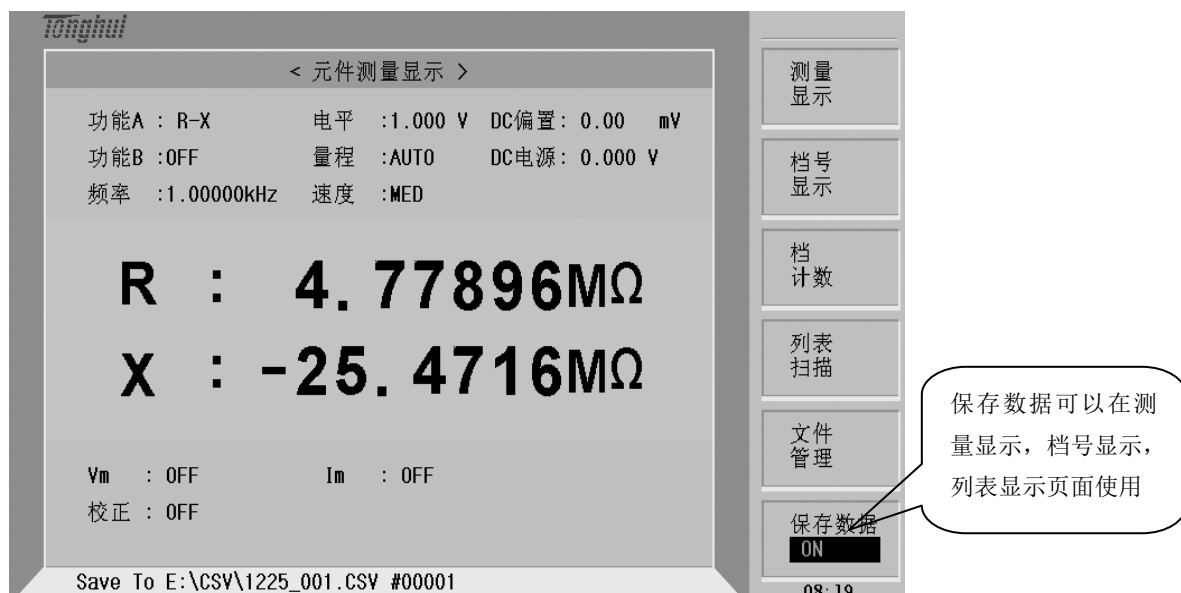 Tonghui
< 元件测量显示 >
功能A : R-X 电平 :1.000 V DC偏置: 0.00 mV
功能B :OFF 量程 :AUTO DC电源: 0.000 V
频率 :1.00000kHz 速度 :MED
R : 4.77896MΩ
X : -25.4716MΩ
Vm : OFF Im : OFF
校正 : OFF
Save To E:\CSV\1225_001.CSV #00001
测量
显示
档号
显示
档
计数
列表
扫描
文件
管理
保存数据
ON
08:19
保存数据可以在测
量显示，档号显示，
列表显示页面使用